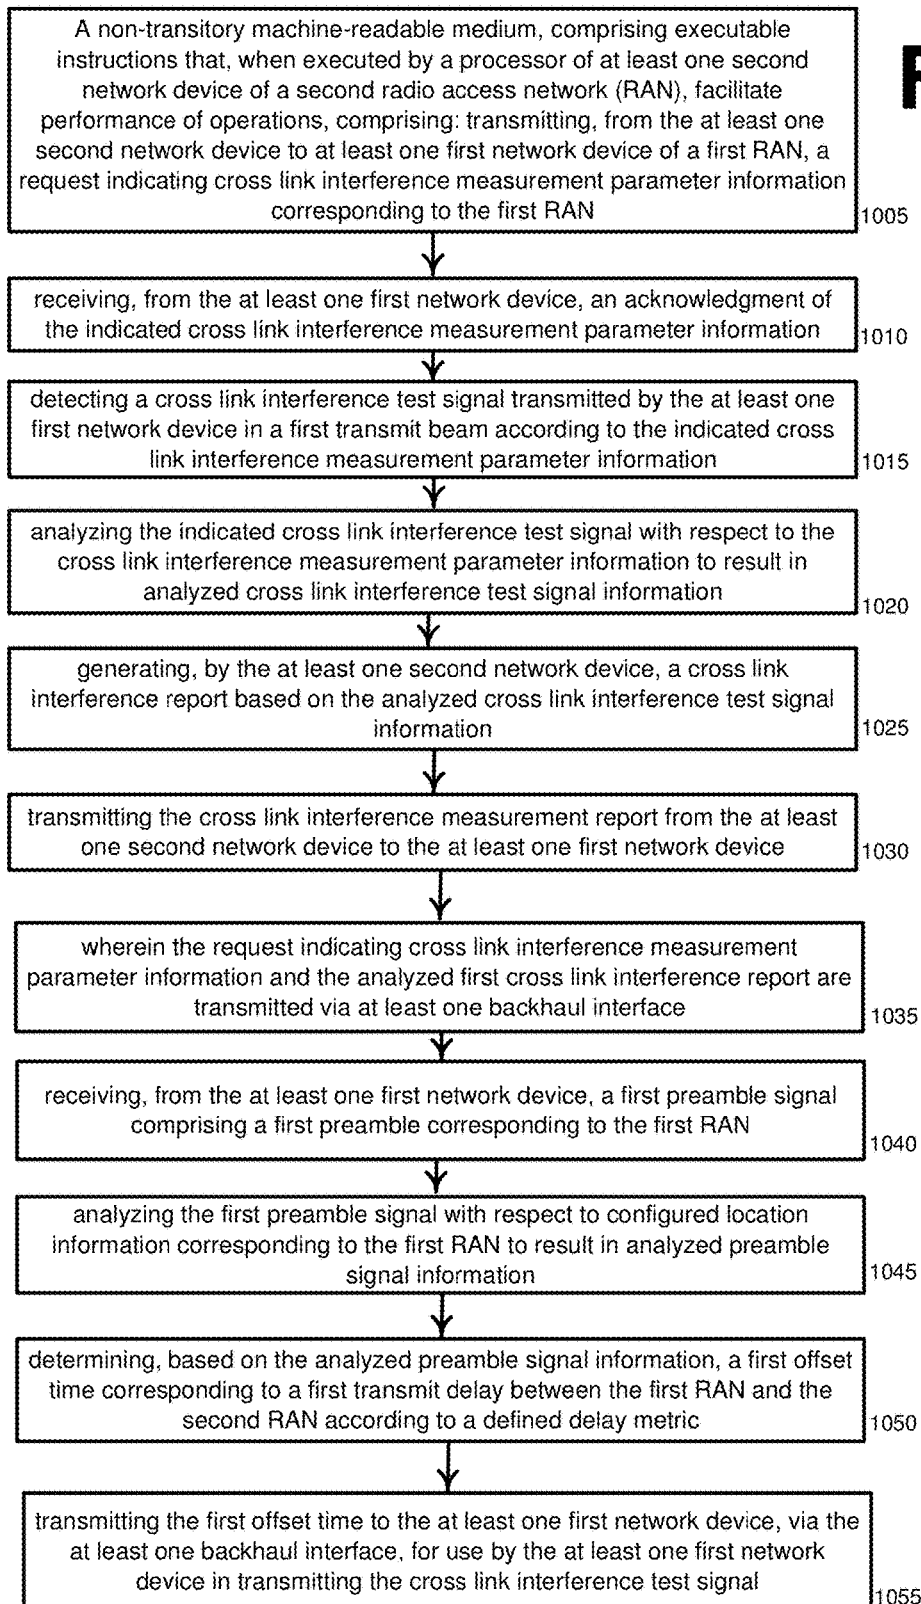 A non-transitory machine-readable medium, comprising executable
instructions that, when executed by a processor of at least one second
network device of a second radio access network (RAN), facilitate
performance of operations, comprising: transmitting, from the at least one
second network device to at least one first network device of a first RAN, a
request indicating cross link interference measurement parameter information
corresponding to the first RAN
1005
receiving, from the at least one first network device, an acknowledgment of
the indicated cross link interference measurement parameter information
1010
detecting a cross link interference test signal transmitted by the at least one
first network device in a first transmit beam according to the indicated cross
link interference measurement parameter information
1015
analyzing the indicated cross link interference test signal with respect to the
cross link interference measurement parameter information to result in
analyzed cross link interference test signal information
1020
generating, by the at least one second network device, a cross link
interference report based on the analyzed cross link interference test signal
information
1025
transmitting the cross link interference measurement report from the at least
one second network device to the at least one first network device
1030
wherein the request indicating cross link interference measurement
parameter information and the analyzed first cross link interference report are
transmitted via at least one backhaul interface
1035
receiving, from the at least one first network device, a first preamble signal
comprising a first preamble corresponding to the first RAN
1040
analyzing the first preamble signal with respect to configured location
information corresponding to the first RAN to result in analyzed preamble
signal information
1045
determining, based on the analyzed preamble signal information, a first offset
time corresponding to a first transmit delay between the first RAN and the
second RAN according to a defined delay metric
1050
transmitting the first offset time to the at least one first network device, via the
at least one backhaul interface, for use by the at least one first network
device in transmitting the cross link interference test signal
1055